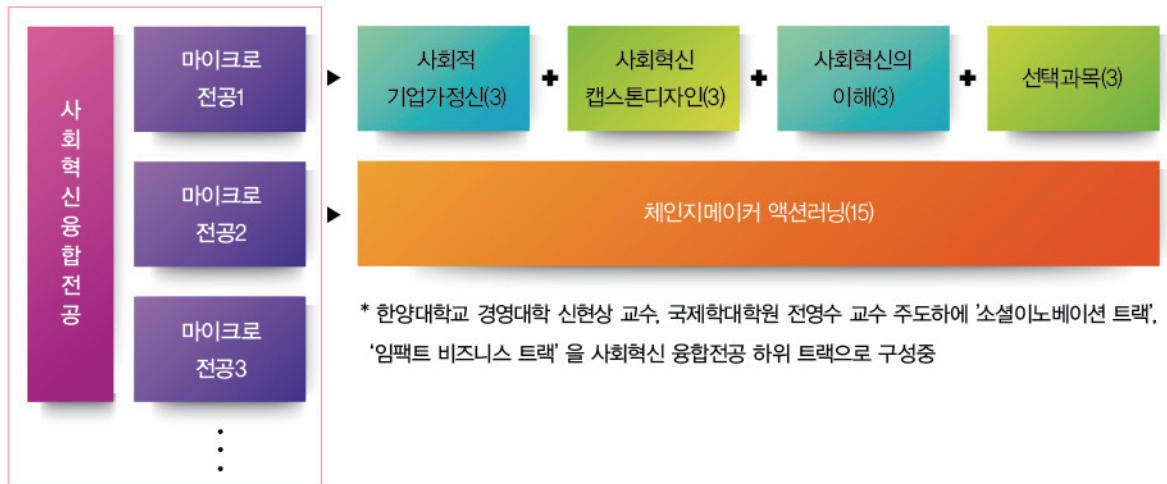 사회혁신융합전공
마이크로
전공1
사회적
기업가정신(3)
+
사회혁신
캡스톤디자인(3)
+
사회혁신의
이해(3)
+
선택과목(3)
마이크로
전공2
체인지메이커 액션러닝(15)
마이크로
전공3
* 한양대학교 경영대학 신현상 교수, 국제학대학원 전영수 교수 주도하에 '소셜이노베이션 트랙',
'임팩트 비즈니스 트랙' 을 사회혁신 융합전공 하위 트랙으로 구성중